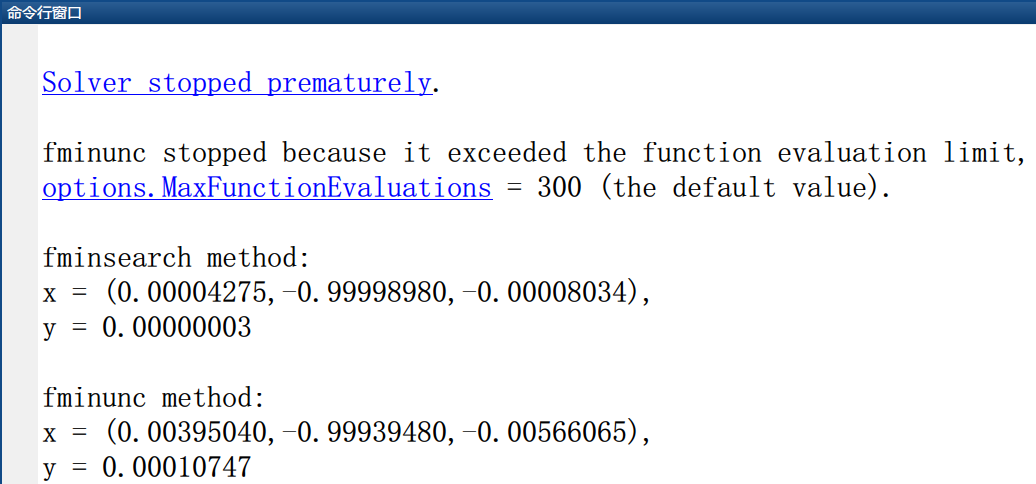 命令行窗口
Solver stopped prematurely.
fminunc stopped because it exceeded the function evaluation limit,
options.MaxFunctionEvaluations = 300 (the default value).
fminsearch method:
x = (0.00004275,-0.99998980,-0.00008034),
y = 0.00000003
fminunc method:
x = (0.00395040,-0.99939480,-0.00566065),
y = 0.00010747